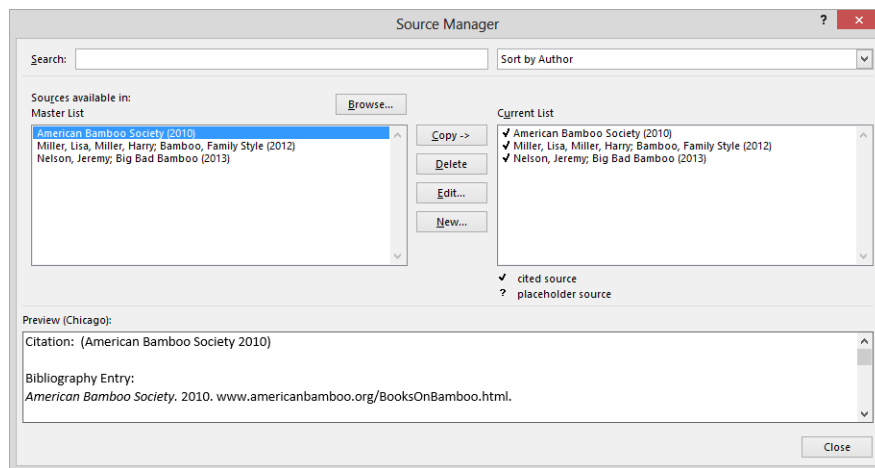 Source Manager
?
Search:
Sort by Author
Sources available in:
Master List
Browse...
American Bamboo Society (2010)
Miller, Lisa, Miller, Harry; Bamboo, Family Style (2012)
Nelson, Jeremy; Big Bad Bamboo (2013)
Copy ->
Delete
Edit...
New...
Current List
✓ American Bamboo Society (2010)
✓ Miller, Lisa, Miller, Harry; Bamboo, Family Style (2012)
✓ Nelson, Jeremy; Big Bad Bamboo (2013)
✓ cited source
? placeholder source
Preview (Chicago):
Citation: (American Bamboo Society 2010)
Bibliography Entry:
American Bamboo Society. 2010. www.americanbamboo.org/BooksOnBamboo.html.
Close